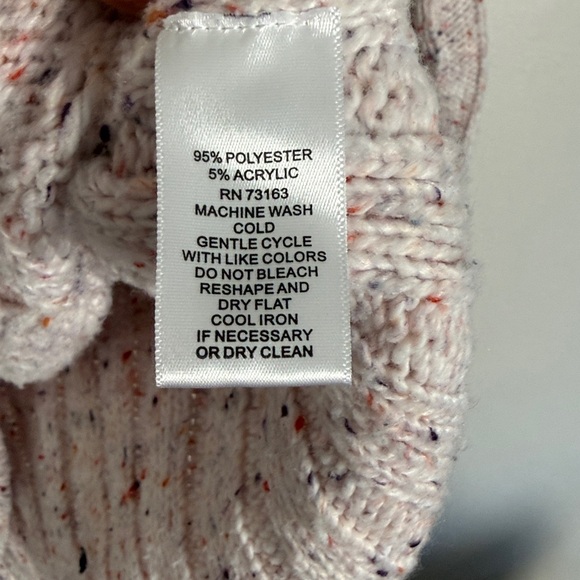 95% POLYESTER
5% ACRYLIC
RN 73163
MACHINE WASH
COLD
GENTLE CYCLE
WITH LIKE COLORS
DO NOT BLEACH
RESHAPE AND
DRY FLAT
COOL IRON
IF NECESSARY
OR DRY CLEAN